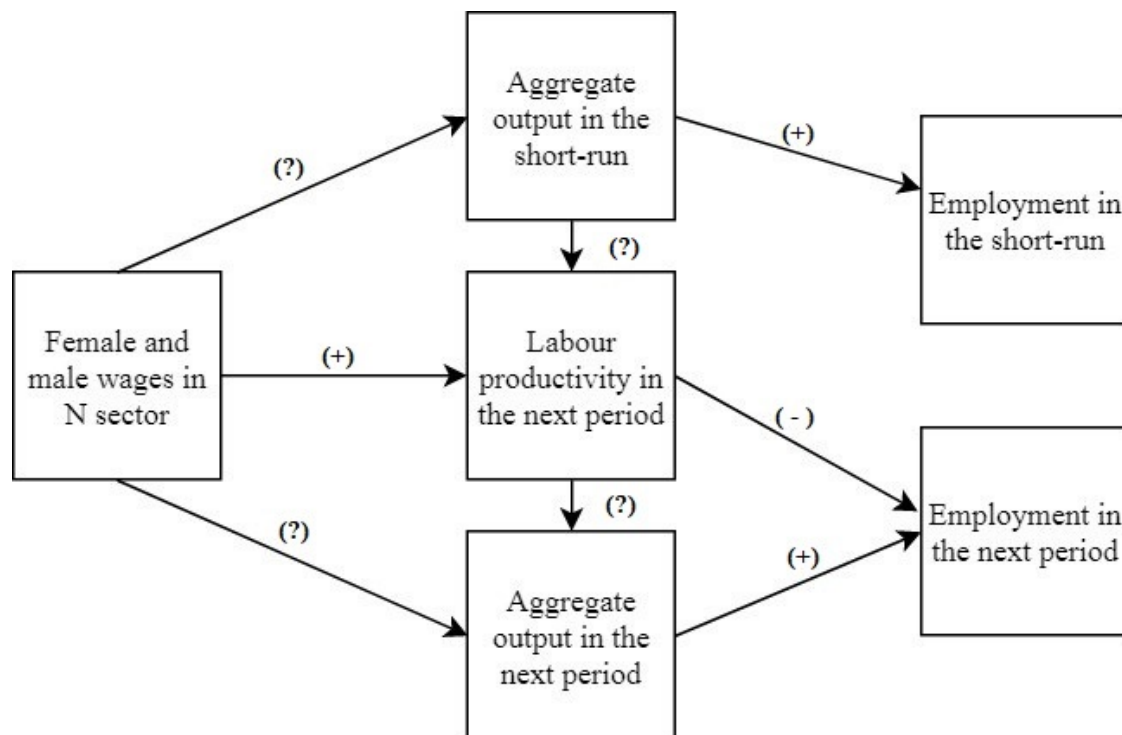 Aggregate
output in the
short-run
(+)
(?)
Employment in
the short-run
(?)
Female and
male wages in
N sector
(+)
Labour
productivity in
the next period
(-)
(?)
(?)
Employment in
the next period
(+)
Aggregate
output in the
next period